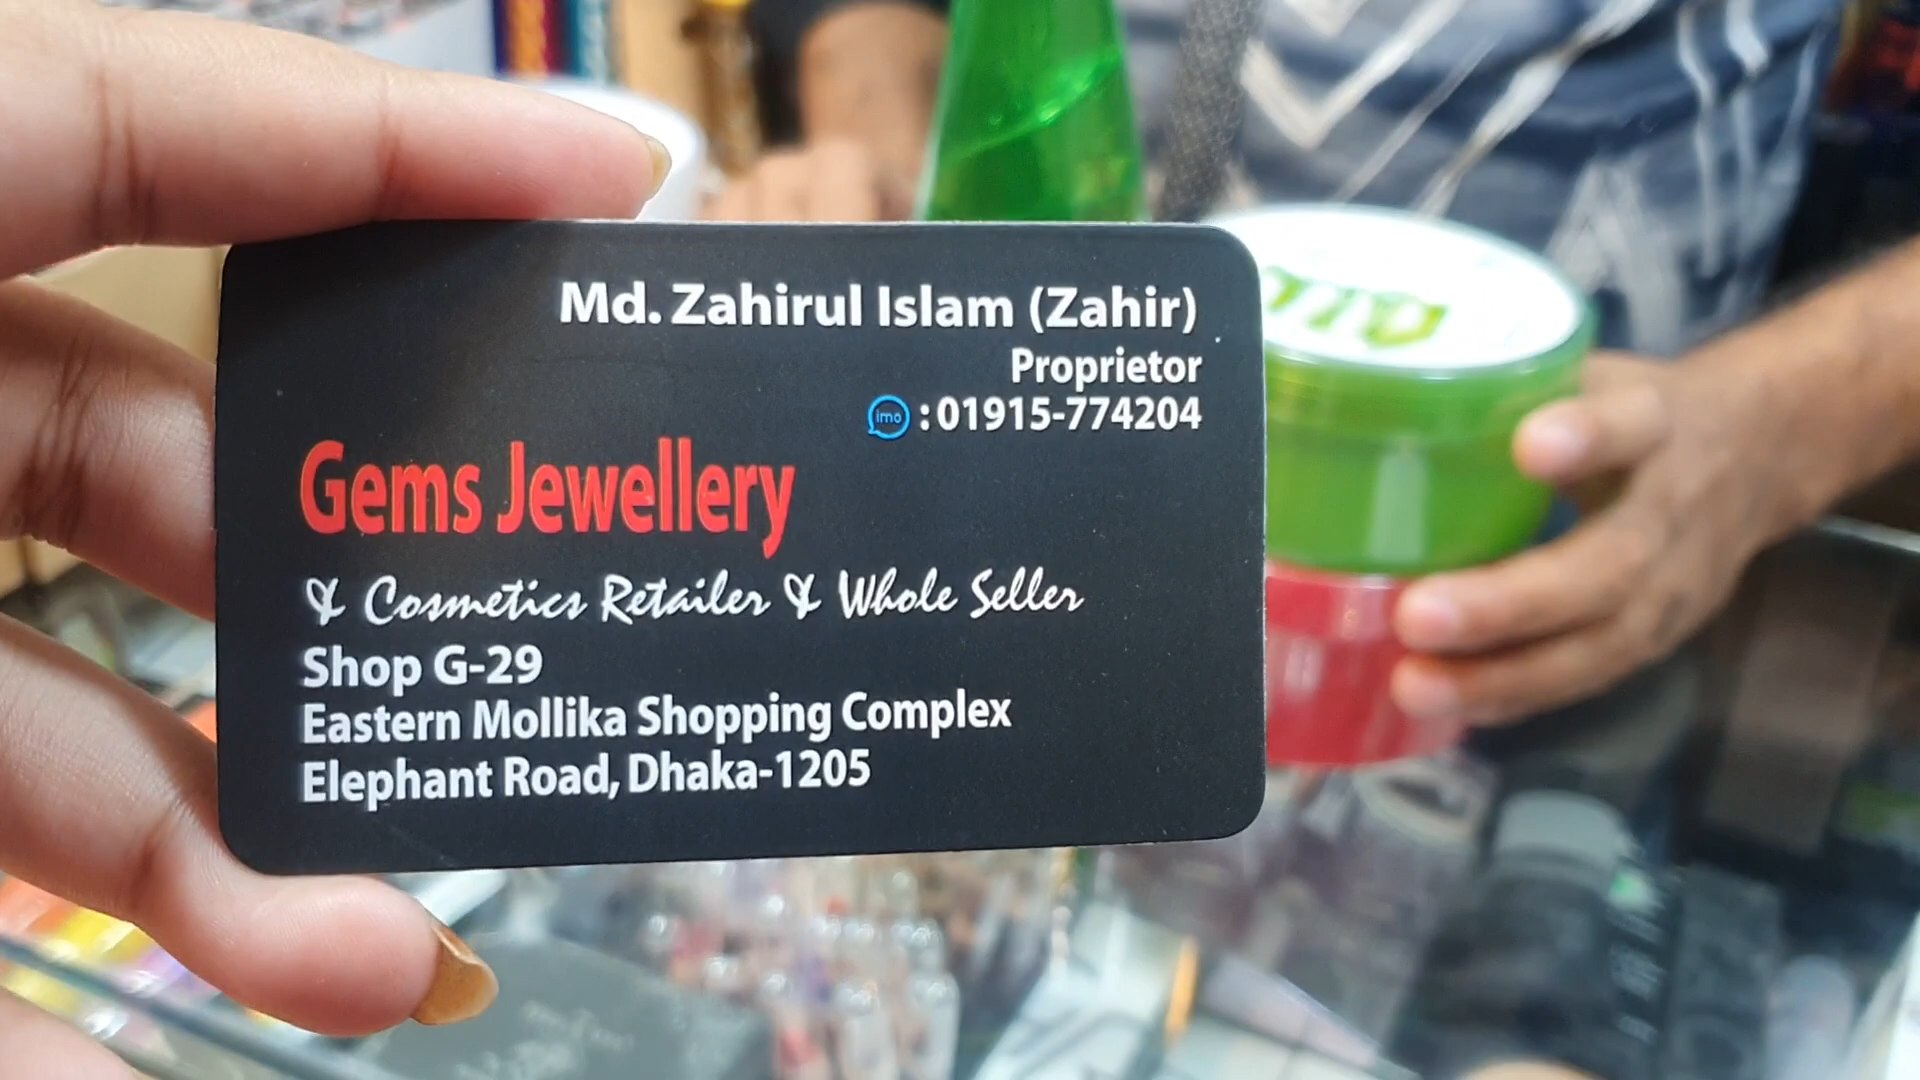 Md. Zahirul Islam (Zahir)
Proprietor
imo : 01915-774204
Gems Jewellery
& Cosmetics Retailer & Whole Seller
Shop G-29
Eastern Mollika Shopping Complex
Elephant Road, Dhaka-1205